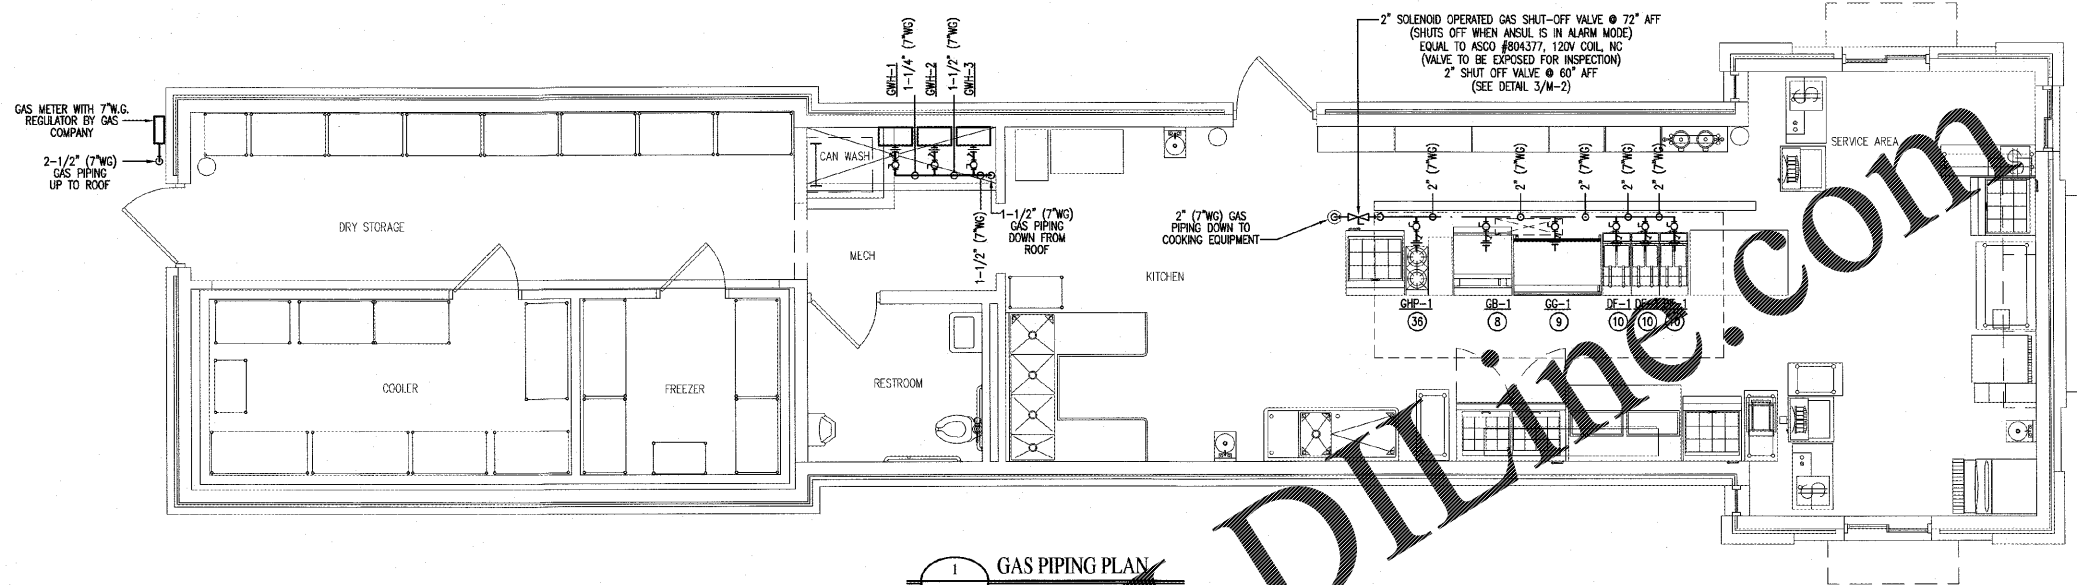 2" SOLENOID OPERATED GAS SHUT-OFF VALVE @ 72" AFF
(SHUTS OFF WHEN ANSUL IS IN ALARM MODE)
EQUAL TO ASCO #804377, 120V COIL, NC
(VALVE TO BE EXPOSED FOR INSPECTION)
2" SHUT OFF VALVE @ 60" AFF
(SEE DETAIL 3/M-2)
GWH-1
1-1/4" (7"WG)
GWH-2
1-1/2" (7"WG)
GWH-3
GAS METER WITH 7"W.G.
REGULATOR BY GAS
COMPANY
2-1/2" (7"WG)
GAS PIPING
UP TO ROOF
CAN WASH
SERVICE AREA
2" (7"WG)
2" (7"WG)
2" (7"WG)
2" (7"WG)
2" (7"WG)
DRY STORAGE
1-1/2" (7"WG)
1-1/2" (7"WG)
GAS PIPING
DOWN FROM
ROOF
2" (7"WG) GAS
PIPING DOWN TO
COOKING EQUIPMENT
MECH
KITCHEN
GHP-1
36
GB-1
8
GG-1
9
DF-1
10
10
COOLER
FREEZER
RESTROOM
DILine.com
1
GAS PIPING PLAN